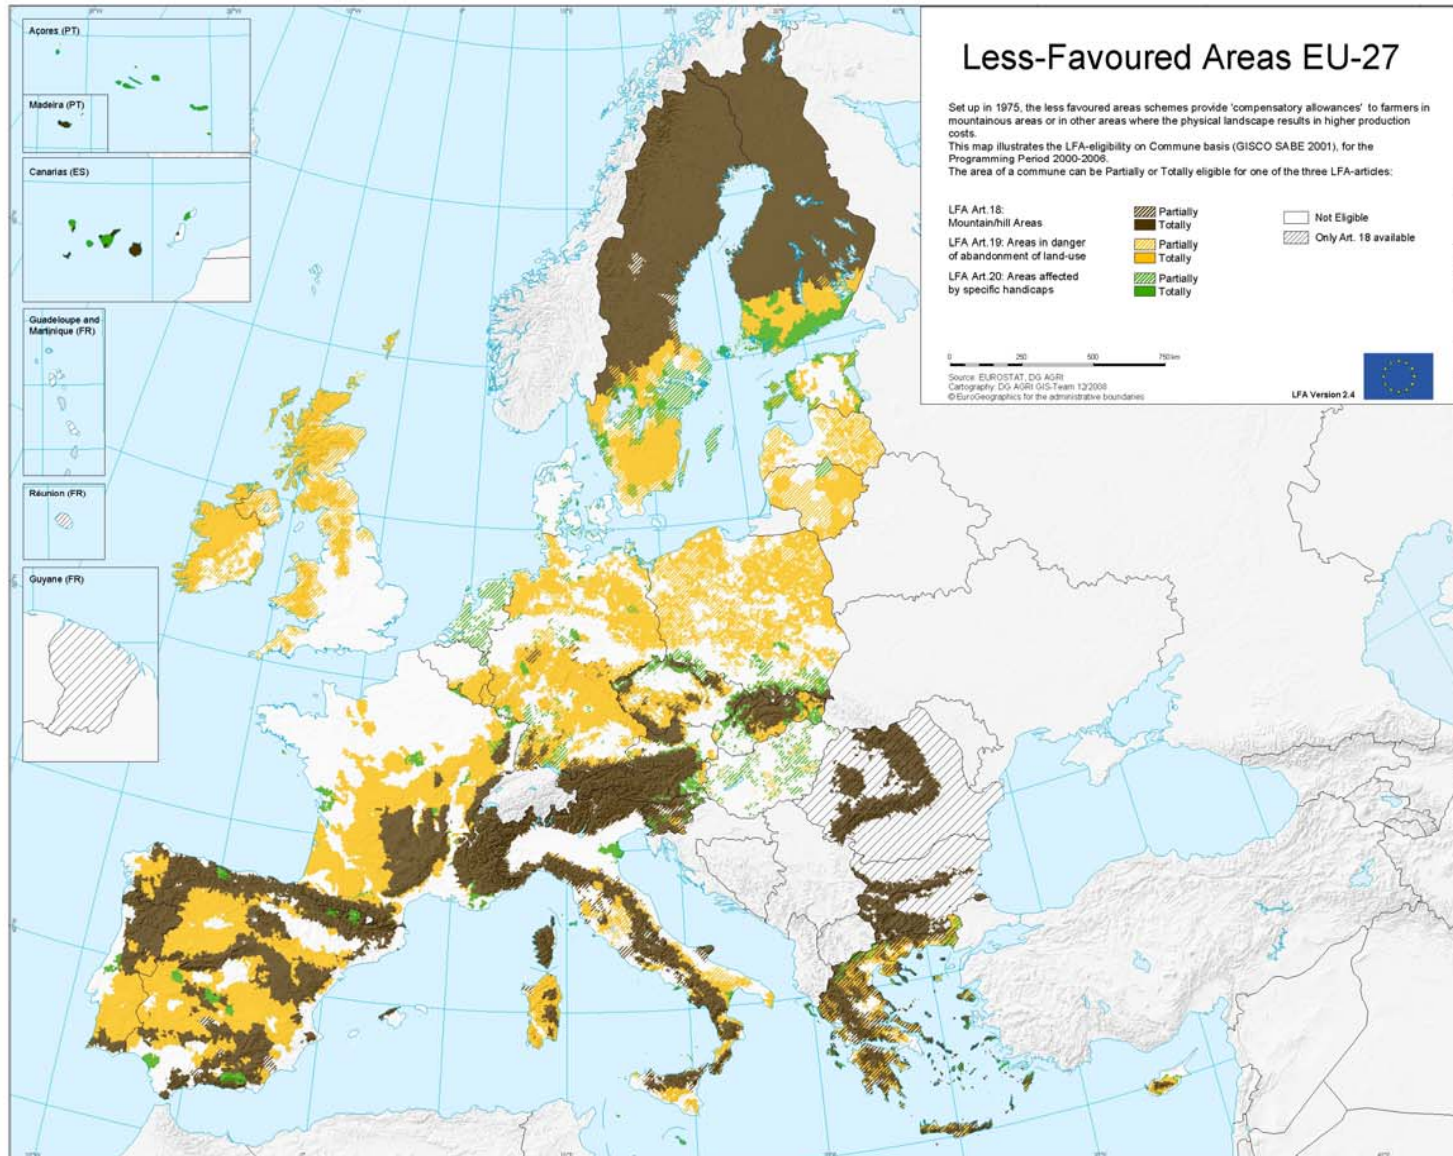 Less-Favoured Areas EU-27
Set up in 1975, the less favoured areas schemes provide 'compensatory allowances' to farmers in
mountainous areas or in other areas where the physical landscape results in higher production
costs.
This map illustrates the LFA-eligibility on Commune basis (GISCO SABE 2001), for the
Programming Period 2000-2006.
The area of a commune can be Partially or Totally eligible for one of the three LFA-articles:
LFA Art.18:
Mountain/hill Areas
Partially
Totally
LFA Art.19: Areas in danger
of abandonment of land-use
Partially
Totally
LFA Art.20: Areas affected
by specific handicaps
Partially
Totally
Not Eligible
Only Art. 18 available
0 250 500 750 km
Source: EUROSTAT, DG AGRI
Cartography: DG AGRI GIS-Team 12/2008
© EuroGeographics for the administrative boundaries
LFA Version 2.4
Açores (PT)
Madeira (PT)
Canarias (ES)
Guadeloupe and
Martinique (FR)
Réunion (FR)
Guyane (FR)